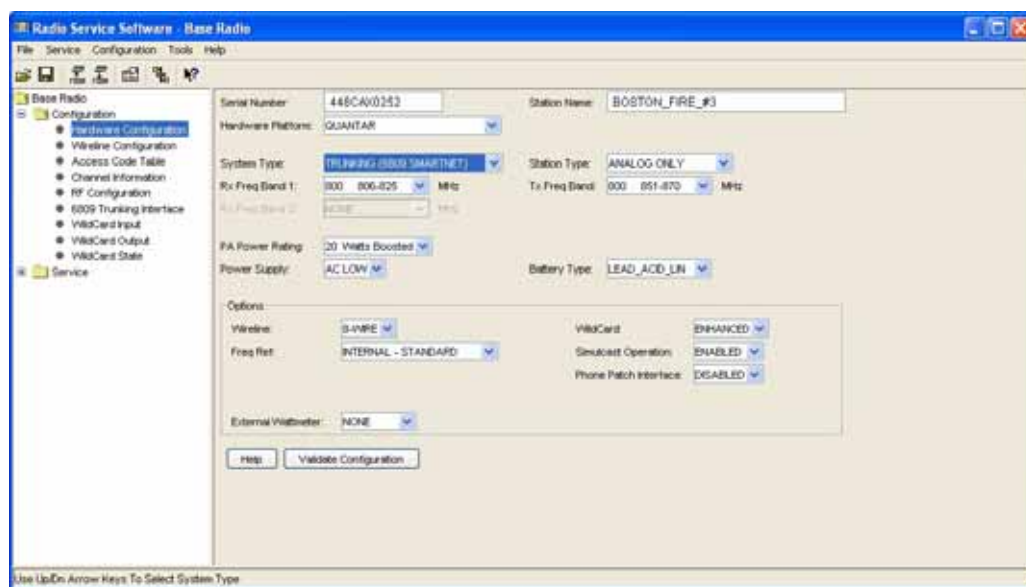 Radio Service Software - Base Radio
File Service Configuration Tools Help
Base Radio
Configuration
Hardware Configuration
Wireline Configuration
Access Code Table
Channel Information
RF Configuration
6809 Trunking Interface
WildCard Input
WildCard Output
WildCard State
Service
Serial Number 448CAX0252 Station Name: BOSTON_FIRE_#3
Hardware Platform: QUANTAR
System Type: TRUNKING (6809 SMARTNET) Station Type: ANALOG ONLY
Rx Freq Band 1: 800 806-825 MHz Tx Freq Band: 800 851-870 MHz
Rx Freq Band 2: NONE MHz
PA Power Rating: 20 Watts Boosted
Power Supply: AC LOW Battery Type: LEAD_ACID_LIN
Options
Wireline: 8-WIRE WildCard: ENHANCED
Freq Ref: INTERNAL - STANDARD Simulcast Operation: ENABLED
Phone Patch Interface: DISABLED
External Wattmeter: NONE
Help Validate Configuration
Use Up/Dn Arrow Keys To Select System Type